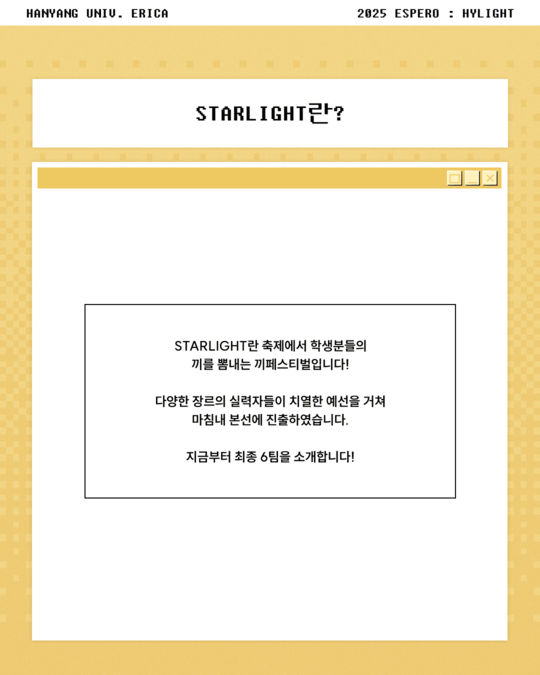 HANYANG UNIV. ERICA
2025 ESPERO : HYLIGHT
STARLIGHT란?
STARLIGHT란 축제에서 학생분들의
끼를 뽐내는 끼페스티벌입니다!
다양한 장르의 실력자들이 치열한 예선을 거쳐
마침내 본선에 진출하였습니다.
지금부터 최종 6팀을 소개합니다!